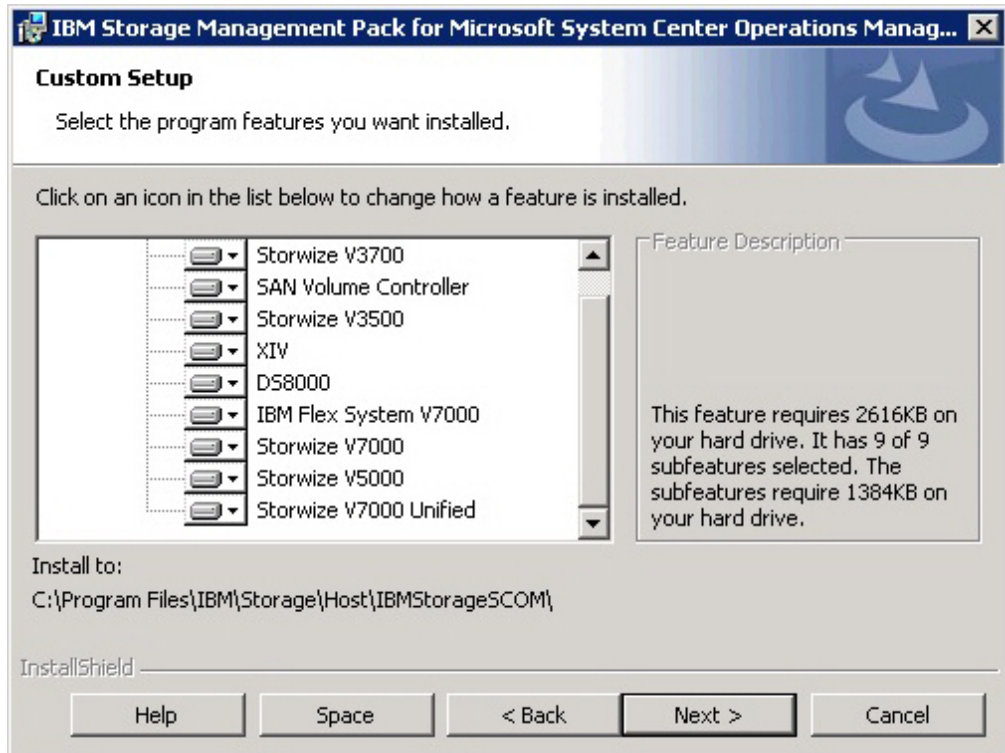 IBM Storage Management Pack for Microsoft System Center Operations Manag...
Custom Setup
Select the program features you want installed.
Click on an icon in the list below to change how a feature is installed.
Storwize V3700
SAN Volume Controller
Storwize V3500
XIV
DS8000
IBM Flex System V7000
Storwize V7000
Storwize V5000
Storwize V7000 Unified
Feature Description
This feature requires 2616KB on
your hard drive. It has 9 of 9
subfeatures selected. The
subfeatures require 1384KB on
your hard drive.
Install to:
C:\Program Files\IBM\Storage\Host\IBMStorageSCOM\
InstallShield
Help
Space
< Back
Next >
Cancel